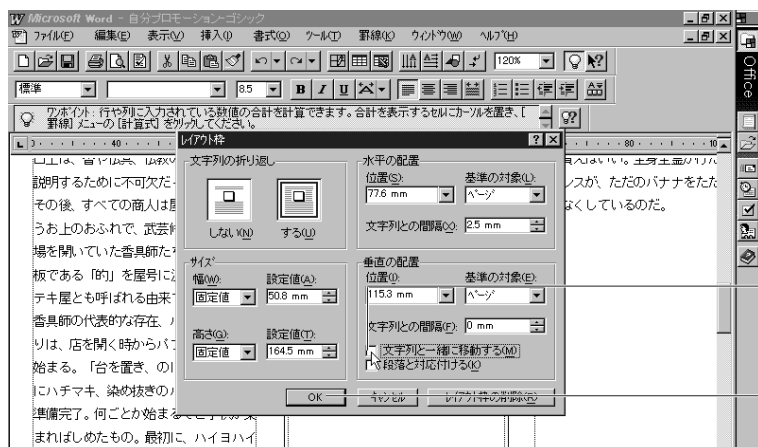 Microsoft Word - 自分プロモーション-ゴシック
ファイル(F) 編集(E) 表示(V) 挿入(I) 書式(O) ツール(T) 罫線(K) ウィンドウ(W) ヘルプ(H)
120%
標準 8.5 B I U
ワンポイント: 行や列に入力されている数値の合計を計算できます。合計を表示するセルにカーソルを置き、[
罫線] メニューの [計算式] をクリックしてください。
Office
40 80 10
レイアウト枠
文字列の折り返し
しない(N) する(U)
サイズ
幅(W): 設定値(A):
固定値 50.8 mm
高さ(G): 設定値(T):
固定値 164.5 mm
水平の配置
位置(S): 基準の対象(L):
77.6 mm ページ
文字列との間隔(X): 2.5 mm
垂直の配置
位置(I): 基準の対象(E):
115.3 mm ページ
文字列との間隔(F): 0 mm
文字列と一緒に移動する(M)
段落と対応付ける(K)
OK キャンセル レイアウト枠の削除(R)
説明するために不可欠だ
その後、すべての商人は
うお上のおふれで、武芸
場を開いていた香具師た
板である「的」を屋号に
テキ屋とも呼ばれる由来
香具師の代表的な存在、
りは、店を開く時からバ
始まる。「台を置き、の
にハチマキ、染め抜きの
準備完了。何ごとか始まる
まればしめたもの。最初に、ハイヨハイ
ンスが、ただのバナナをただ
なくしているのだ。